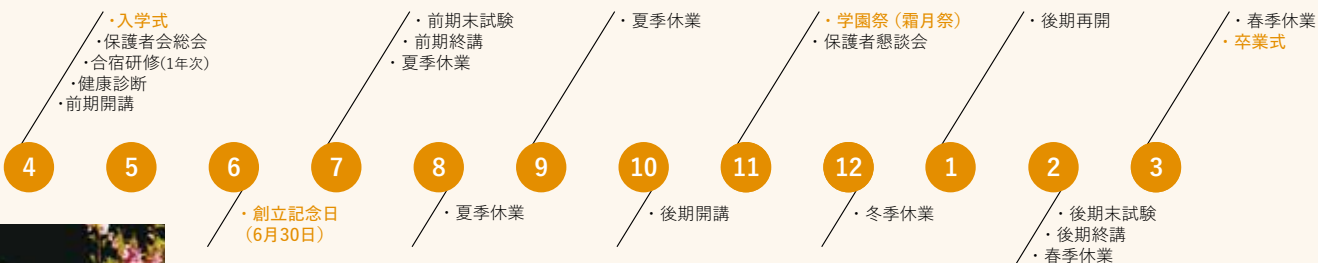 ・入学式
・保護者会総会
・合宿研修(1年次)
・健康診断
・前期開講
・前期末試験
・前期終講
・夏季休業
・夏季休業
・学園祭（霜月祭）
・保護者懇談会
・後期再開
・春季休業
・卒業式
4 5 6 7 8 9 10 11 12 1 2 3
・創立記念日
（6月30日）
・夏季休業
・後期開講
・冬季休業
・後期末試験
・後期終講
・春季休業